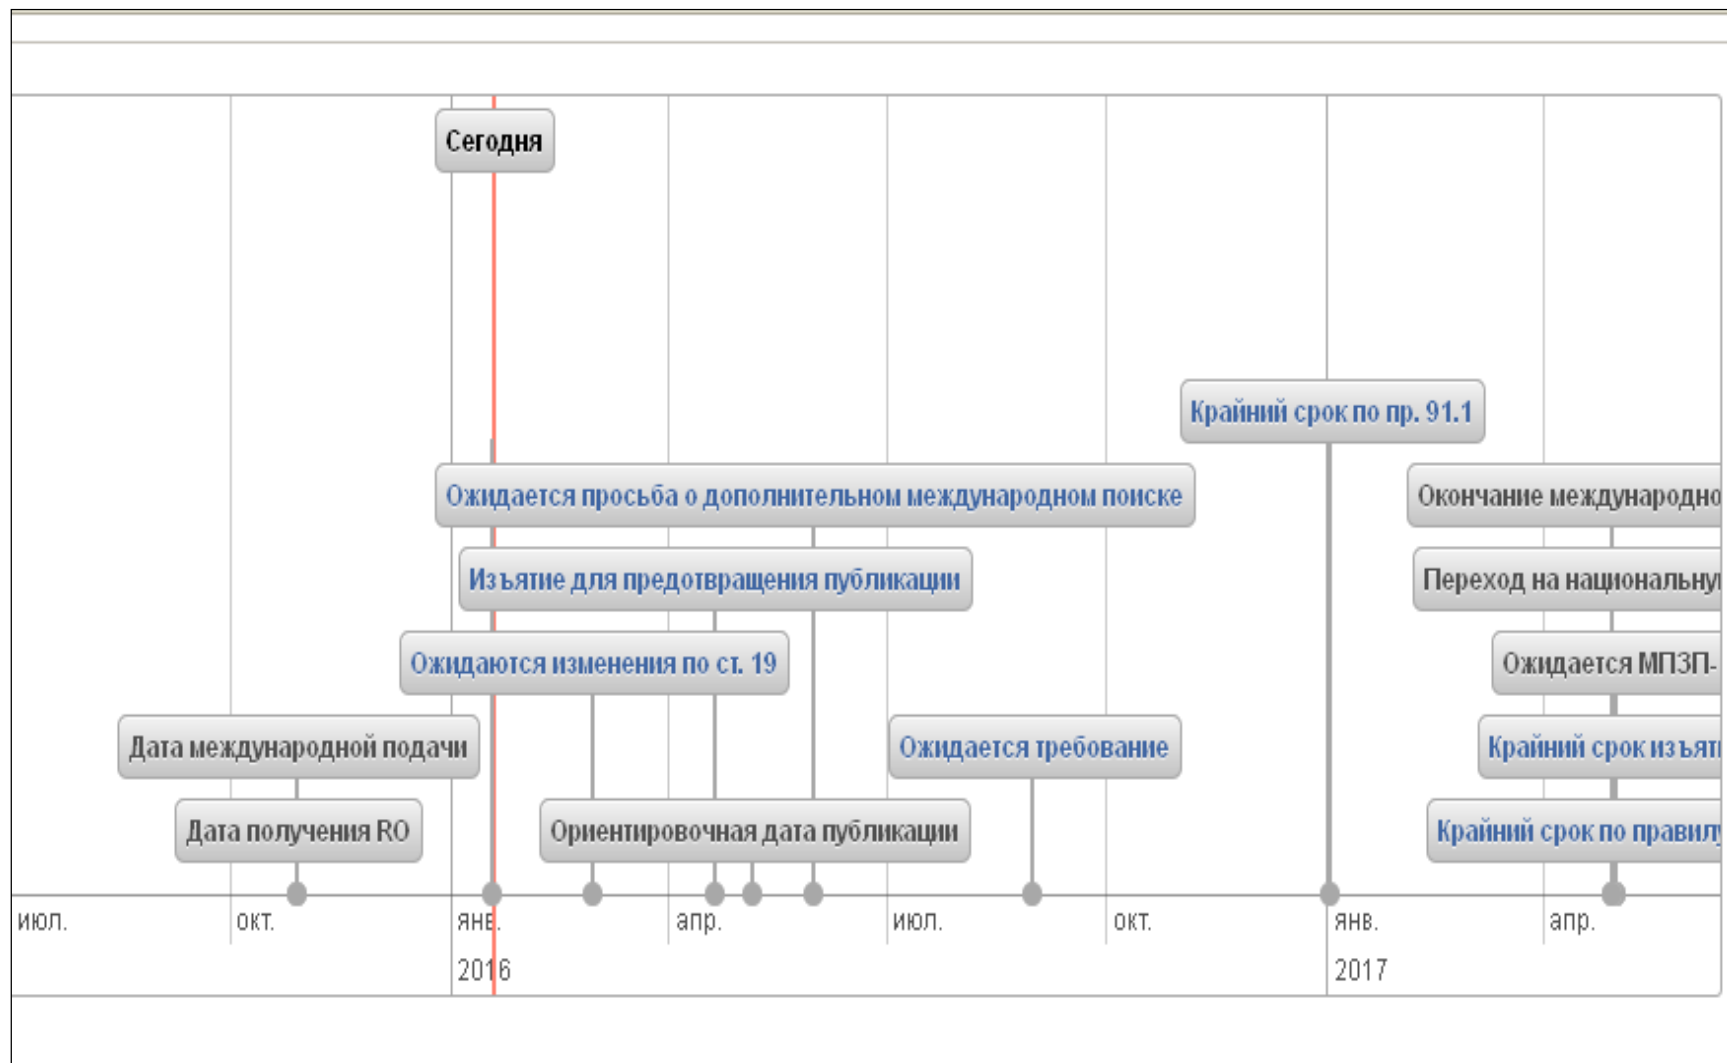 Сегодня
Крайний срок по пр. 91.1
Ожидается просьба о дополнительном международном поиске
Окончание международно
Изъятие для предотвращения публикации
Переход на национальну
Ожидаются изменения по ст. 19
Ожидается МПЗП-
Дата международной подачи
Ожидается требование
Крайний срок изъят
Дата получения RO
Ориентировочная дата публикации
Крайний срок по правилу
июл. окт. янв. апр. июл. окт. янв. апр.
2016 2017